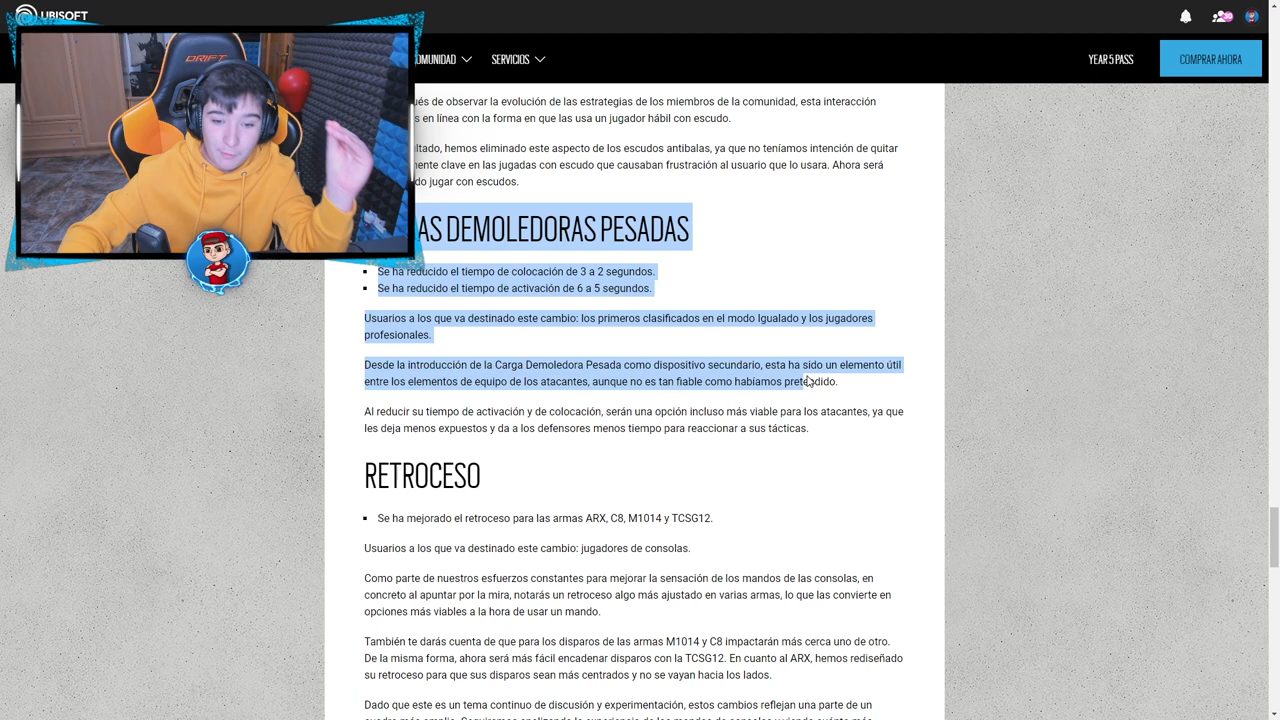 UBISOFT
30
OMUNIDAD
SERVICIOS
YEAR 5 PASS
COMPRAR AHORA
DRIFT
de observar la evolución de las estrategias de los miembros de la comunidad, esta interacción
s en línea con la forma en que las usa un jugador hábil con escudo.
ltado, hemos eliminado este aspecto de los escudos antibalas, ya que no teníamos intención de quitar
mente clave en las jugadas con escudo que causaban frustración al usuario que lo usara. Ahora será
do jugar con escudos.
AS DEMOLEDORAS PESADAS
▪ Se ha reducido el tiempo de colocación de 3 a 2 segundos.
▪ Se ha reducido el tiempo de activación de 6 a 5 segundos.
Usuarios a los que va destinado este cambio: los primeros clasificados en el modo Igualado y los jugadores
profesionales.
Desde la introducción de la Carga Demoledora Pesada como dispositivo secundario, esta ha sido un elemento útil
entre los elementos de equipo de los atacantes, aunque no es tan fiable como habíamos pretendido.
Al reducir su tiempo de activación y de colocación, serán una opción incluso más viable para los atacantes, ya que
les deja menos expuestos y da a los defensores menos tiempo para reaccionar a sus tácticas.
RETROCESO
▪ Se ha mejorado el retroceso para las armas ARX, C8, M1014 y TCSG12.
Usuarios a los que va destinado este cambio: jugadores de consolas.
Como parte de nuestros esfuerzos constantes para mejorar la sensación de los mandos de las consolas, en
concreto al apuntar por la mira, notarás un retroceso algo más ajustado en varias armas, lo que las convierte en
opciones más viables a la hora de usar un mando.
También te darás cuenta de que para los disparos de las armas M1014 y C8 impactarán más cerca uno de otro.
De la misma forma, ahora será más fácil encadenar disparos con la TCSG12. En cuanto al ARX, hemos rediseñado
su retroceso para que sus disparos sean más centrados y no se vayan hacia los lados.
Dado que este es un tema continuo de discusión y experimentación, estos cambios reflejan una parte de un